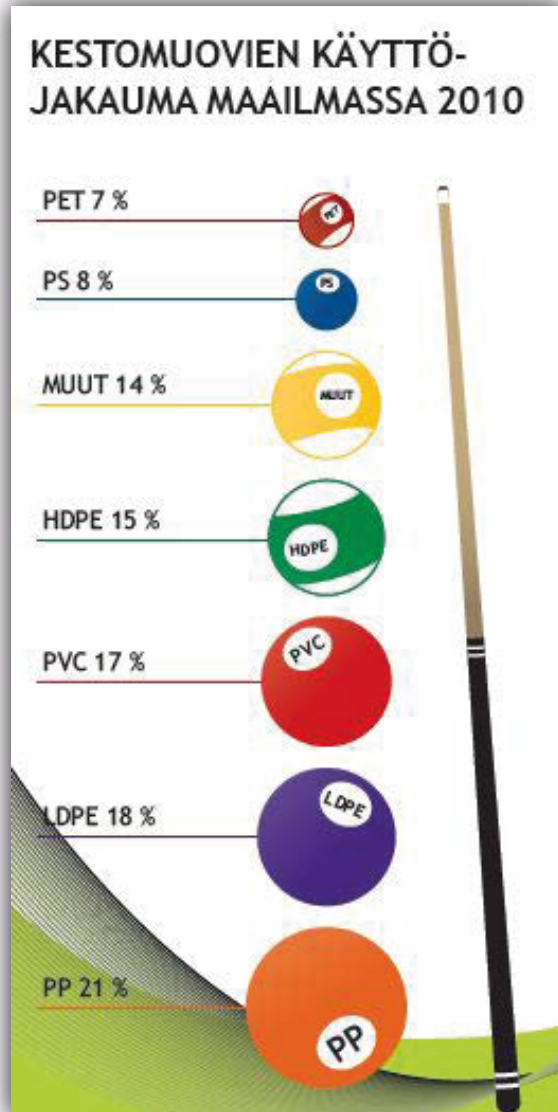 KESTOMUOVIEN KÄYTTÖ-
JAKAUMA MAAILMASSA 2010
PET 7 %
PET
PS 8 %
PS
MUUT 14 %
MUUT
HDPE 15 %
HDPE
PVC 17 %
PVC
LDPE 18 %
LDPE
PP 21 %
PP